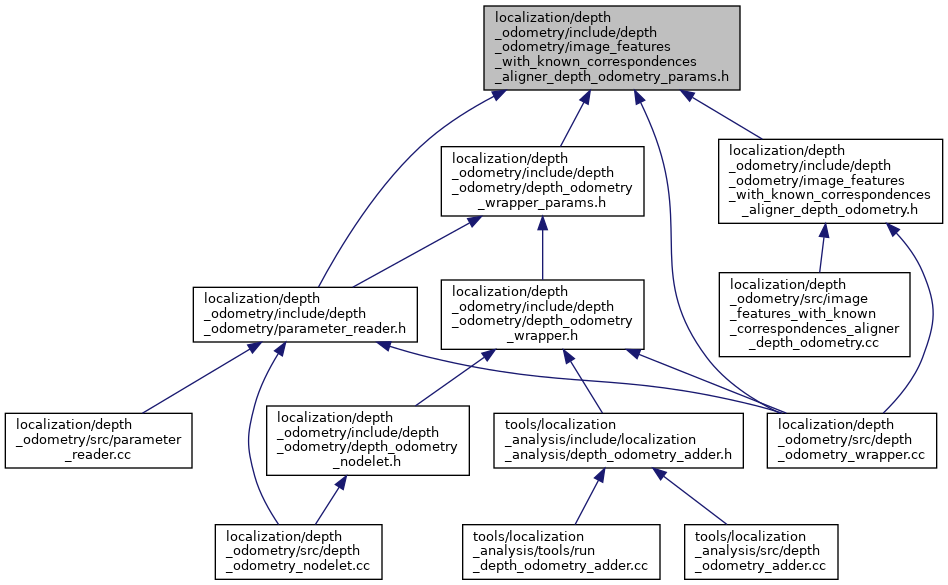 localization/depth
_odometry/include/depth
_odometry/image_features
_with_known_correspondences
_aligner_depth_odometry_params.h
localization/depth
_odometry/include/depth
_odometry/depth_odometry
_wrapper_params.h
localization/depth
_odometry/include/depth
_odometry/image_features
_with_known_correspondences
_aligner_depth_odometry.h
localization/depth
_odometry/include/depth
_odometry/parameter_reader.h
localization/depth
_odometry/include/depth
_odometry/depth_odometry
_wrapper.h
localization/depth
_odometry/src/image
_features_with_known
_correspondences_aligner
_depth_odometry.cc
localization/depth
_odometry/src/parameter
_reader.cc
localization/depth
_odometry/include/depth
_odometry/depth_odometry
_nodelet.h
tools/localization
_analysis/include/localization
_analysis/depth_odometry_adder.h
localization/depth
_odometry/src/depth
_odometry_wrapper.cc
localization/depth
_odometry/src/depth
_odometry_nodelet.cc
tools/localization
_analysis/tools/run
_depth_odometry_adder.cc
tools/localization
_analysis/src/depth
_odometry_adder.cc